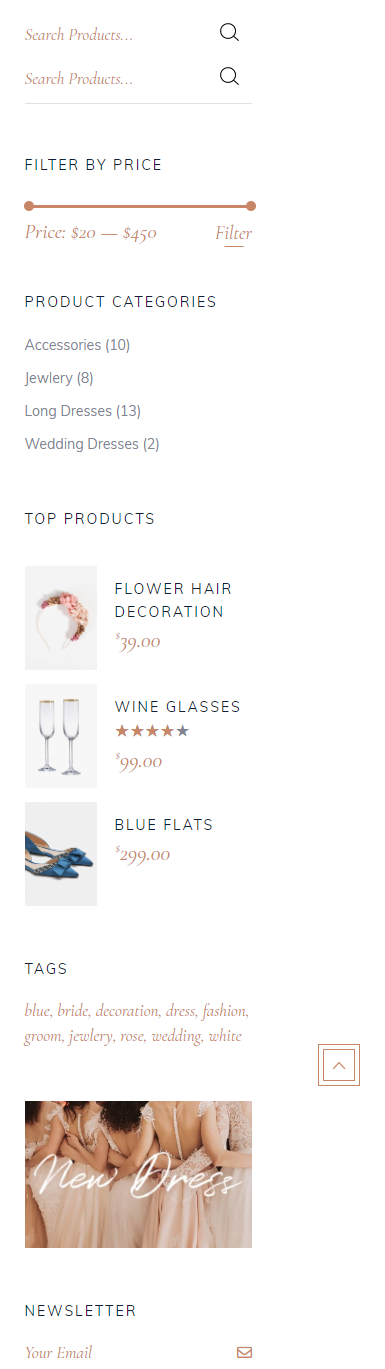 Search Products...
Search Products...
FILTER BY PRICE
Price: $20 — $450
Filter
PRODUCT CATEGORIES
Accessories (10)
Jewlery (8)
Long Dresses (13)
Wedding Dresses (2)
TOP PRODUCTS
FLOWER HAIR
DECORATION
$39.00
WINE GLASSES
$99.00
BLUE FLATS
$299.00
TAGS
blue, bride, decoration, dress, fashion,
groom, jewlery, rose, wedding, white
New Dress
NEWSLETTER
Your Email